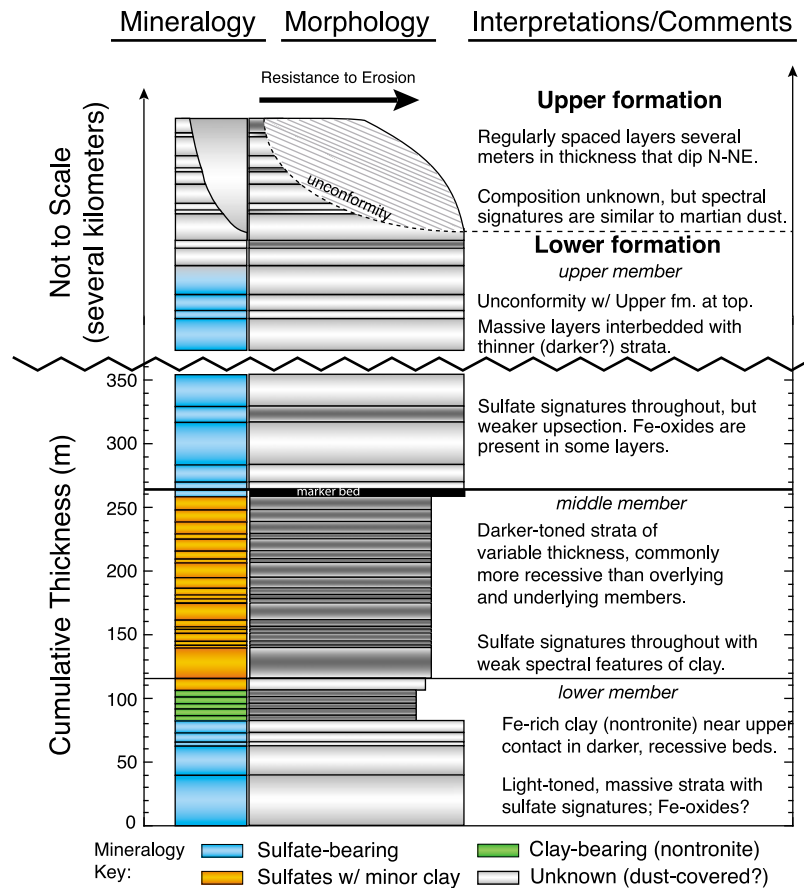 Mineralogy Morphology Interpretations/Comments
Resistance to Erosion
Not to Scale
(several kilometers)
unconformity
Upper formation
Regularly spaced layers several
meters in thickness that dip N-NE.
Composition unknown, but spectral
signatures are similar to martian dust.
Lower formation
upper member
Unconformity w/ Upper fm. at top.
Massive layers interbedded with
thinner (darker?) strata.
Cumulative Thickness (m)
350
300
250
200
150
100
50
0
Sulfate signatures throughout, but
weaker upsection. Fe-oxides are
present in some layers.
marker bed
middle member
Darker-toned strata of
variable thickness, commonly
more recessive than overlying
and underlying members.
Sulfate signatures throughout with
weak spectral features of clay.
lower member
Fe-rich clay (nontronite) near upper
contact in darker, recessive beds.
Light-toned, massive strata with
sulfate signatures; Fe-oxides?
Mineralogy
Key:
Sulfate-bearing
Clay-bearing (nontronite)
Sulfates w/ minor clay
Unknown (dust-covered?)